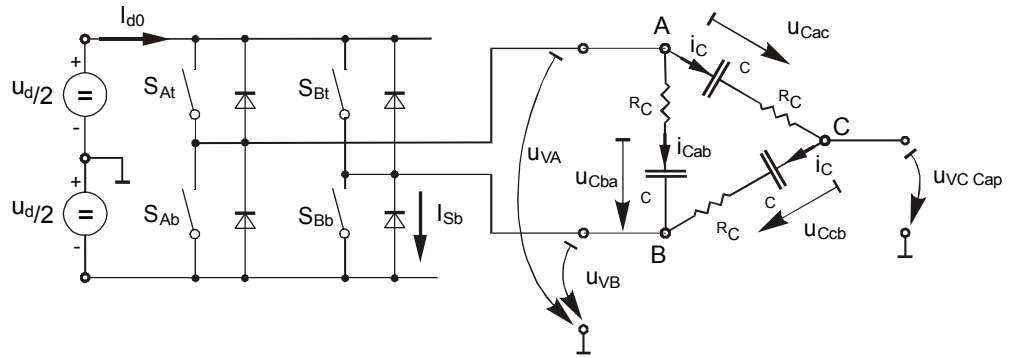 I_d0
+
u_d/2
=
-
+
u_d/2
=
-
S_At
S_Bt
S_Ab
S_Bb
I_Sb
u_VA
u_VB
A
i_C
C
u_Cac
R_C
R_C
C
i_Cab
u_Cba
C
i_C
C
u_Ccb
R_C
B
u_VC Cap